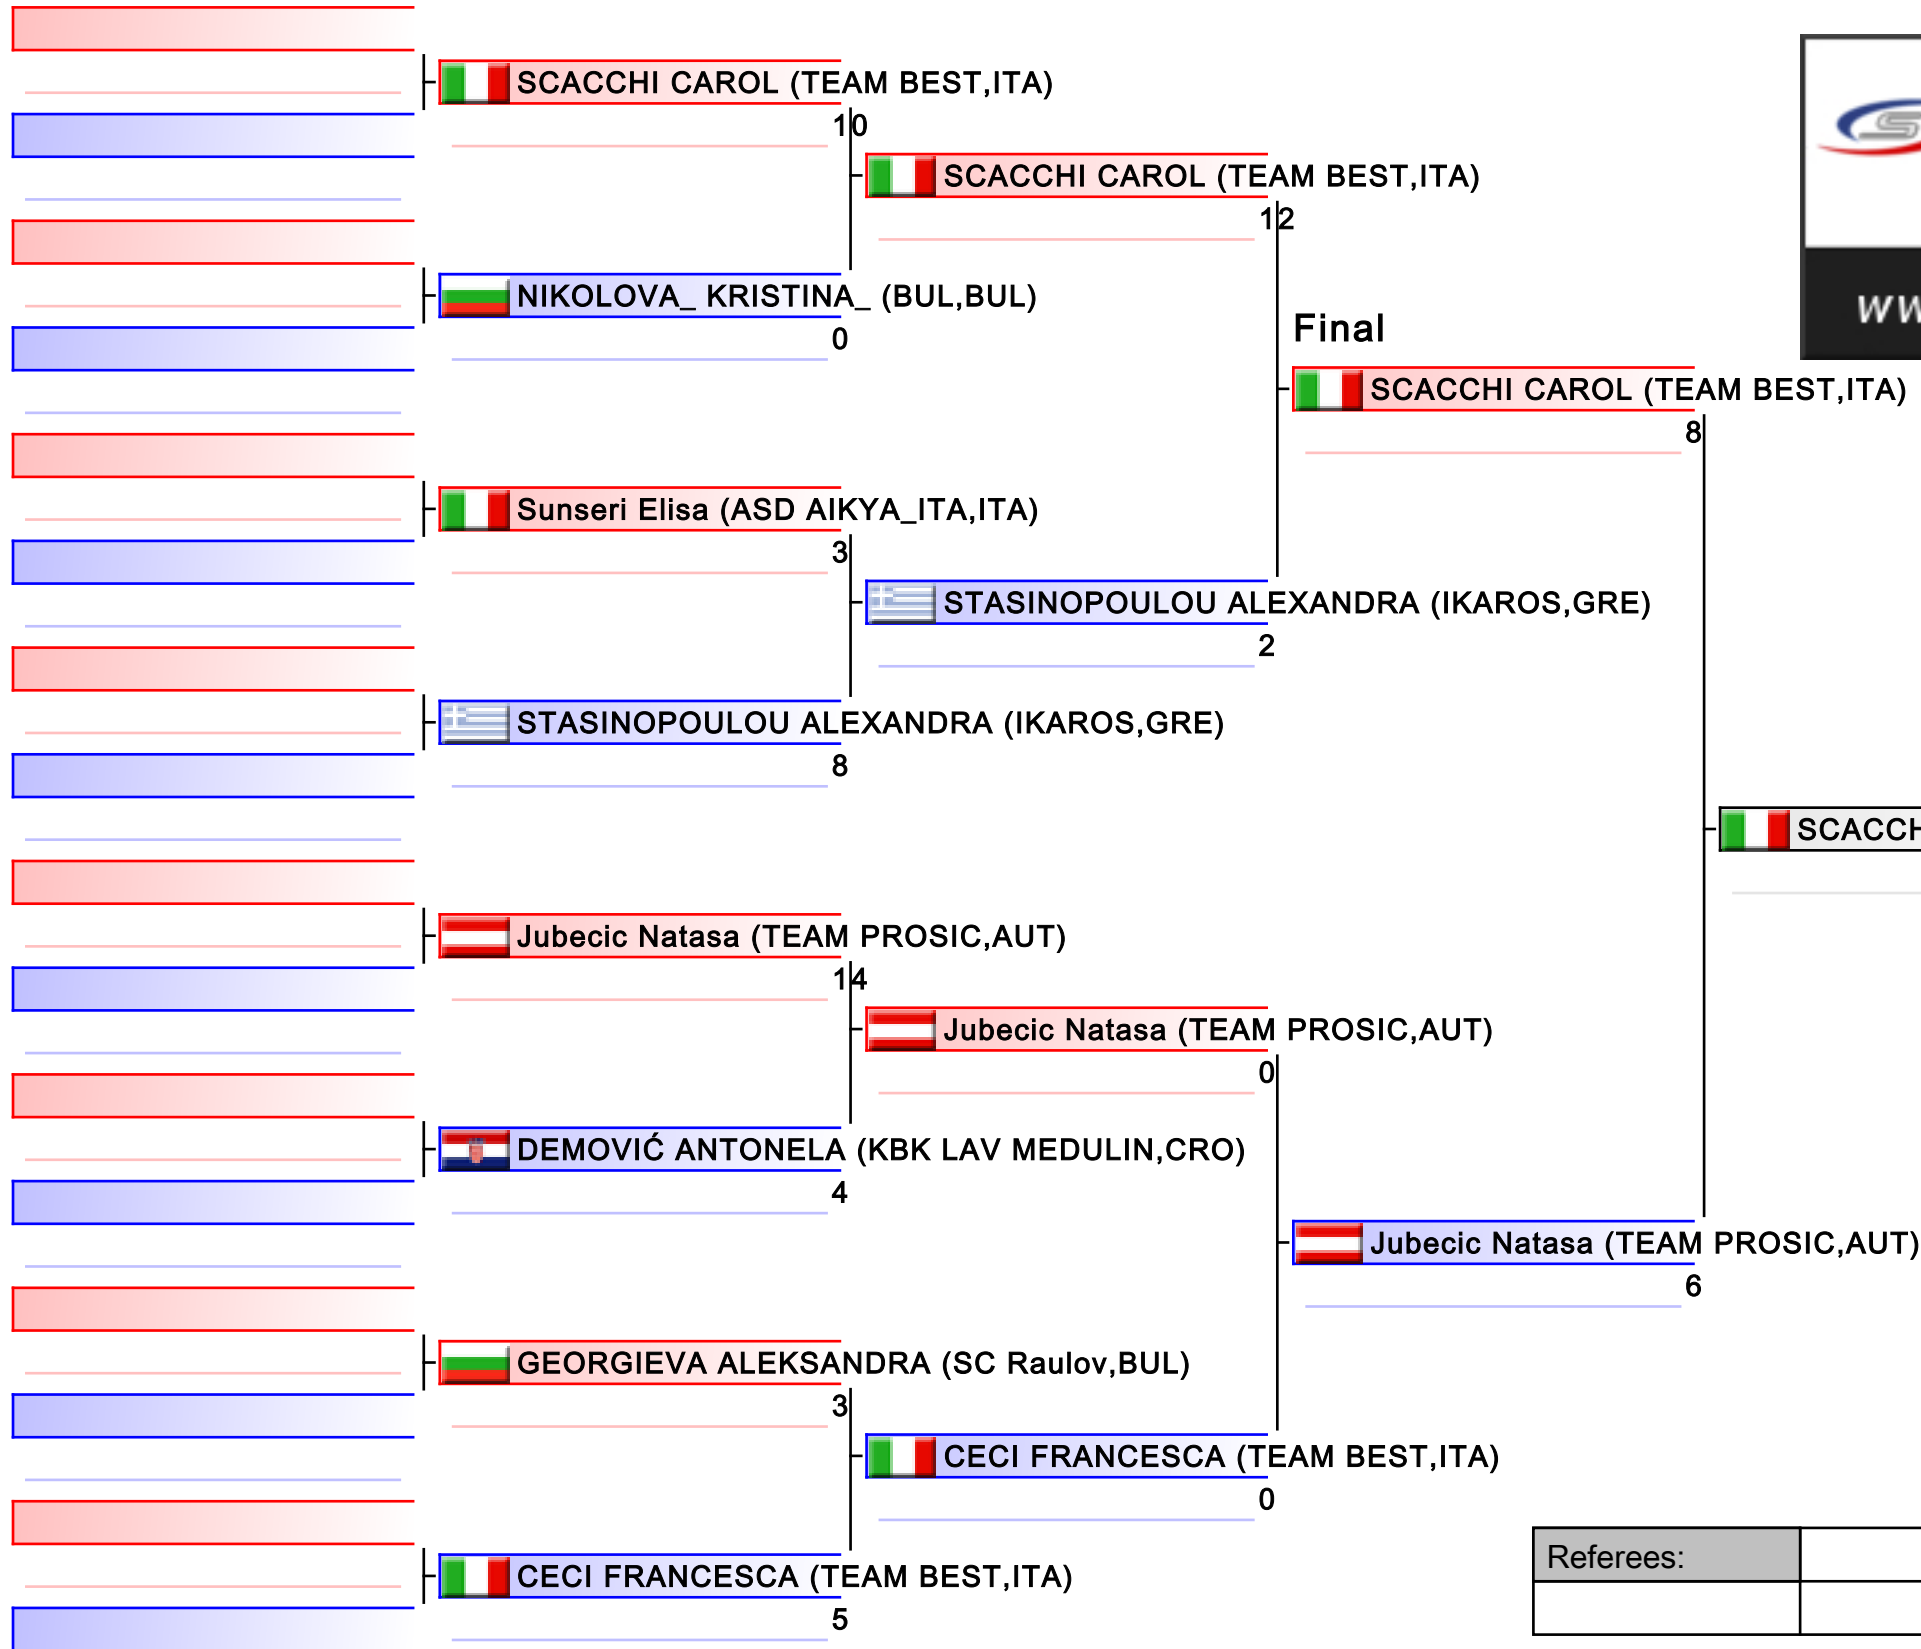 SCACCHI CAROL (TEAM BEST,ITA)
10
SCACCHI CAROL (TEAM BEST,ITA)
12
NIKOLOVA_ KRISTINA_ (BUL,BUL)
0
Final
SCACCHI CAROL (TEAM BEST,ITA)
8
Sunseri Elisa (ASD AIKYA_ITA,ITA)
3
STASINOPOULOU ALEXANDRA (IKAROS,GRE)
2
STASINOPOULOU ALEXANDRA (IKAROS,GRE)
8
SCACCH
Jubecic Natasa (TEAM PROSIC,AUT)
14
Jubecic Natasa (TEAM PROSIC,AUT)
0
DEMOVIĆ ANTONELA (KBK LAV MEDULIN,CRO)
4
Jubecic Natasa (TEAM PROSIC,AUT)
6
GEORGIEVA ALEKSANDRA (SC Raulov,BUL)
3
CECI FRANCESCA (TEAM BEST,ITA)
0
CECI FRANCESCA (TEAM BEST,ITA)
5
Referees: